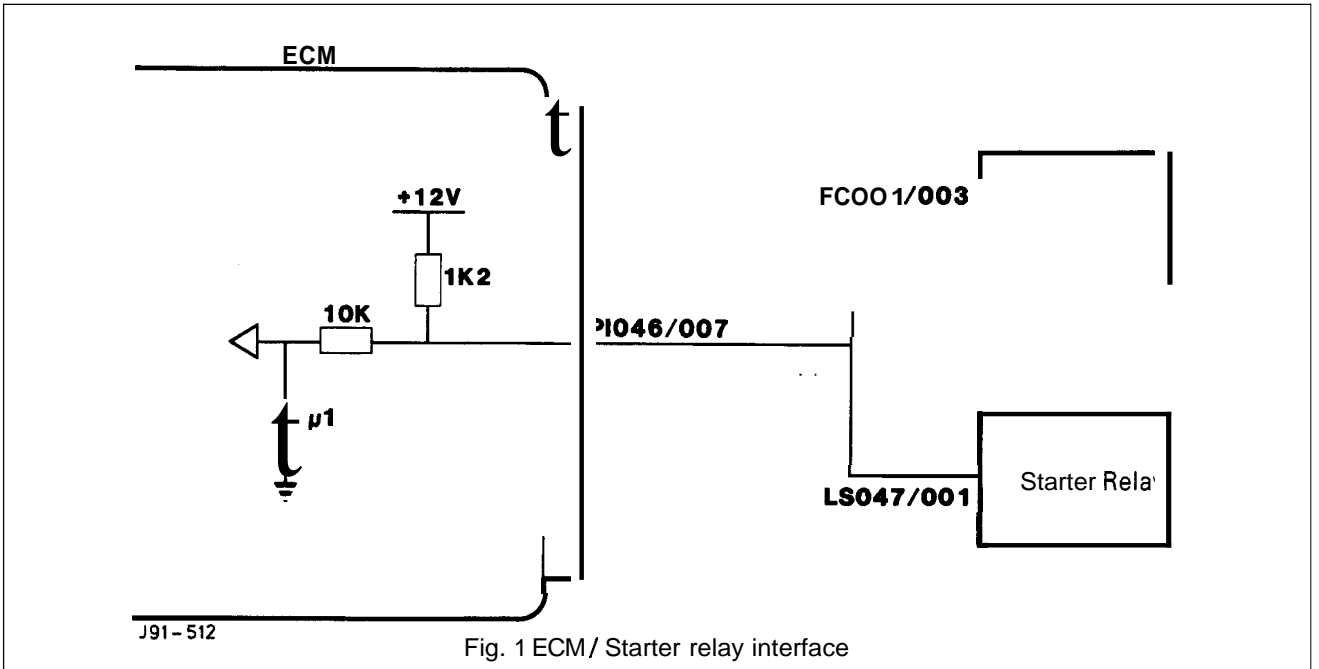 ECM
+12V
FCOO1/003
1K2
10K
PI046/007
µ1
Starter Rela
LS047/001
J91-512
Fig. 1 ECM/ Starter relay interface